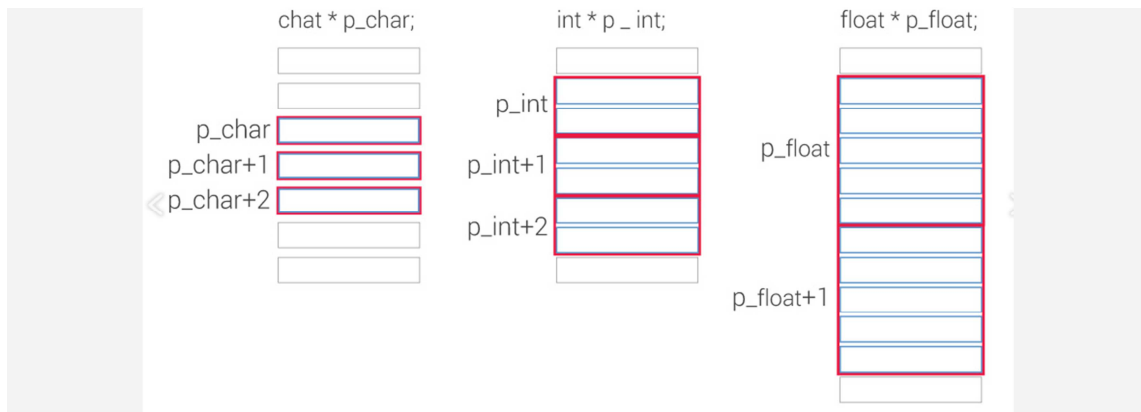 chat * p_char;
p_char
p_char+1
p_char+2
int * p _ int;
p_int
p_int+1
p_int+2
float * p_float;
p_float
p_float+1